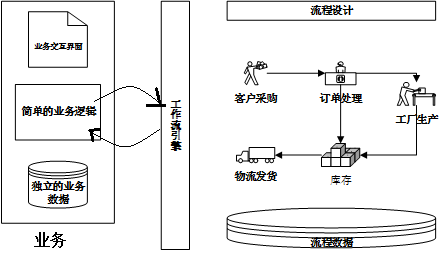 业务交互界面
简单的业务逻辑
独立的业务
数据
业务
工作流引擎
流程设计
客户采购
订单处理
工厂生产
物流发货
库存
流程数据